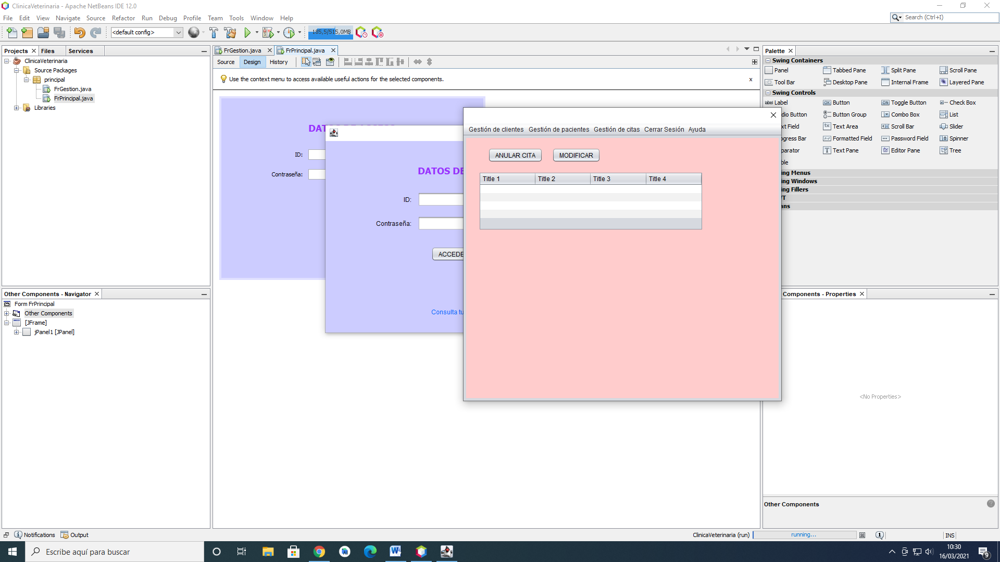 ClinicaVeterinaria - Apache NetBeans IDE 12.0
File Edit View Navigate Source Refactor Run Debug Profile Team Tools Window Help
Search (Ctrl+I)
<default config>
185,5/515,0MB
Projects Files Services
ClinicaVeterinaria
Source Packages
principal
FrGestion.java
FrPrincipal.java
Libraries
FrGestion.java FrPrincipal.java
Source Design History
Use the context menu to access available useful actions for the selected components.
x
ID:
Contraseña:
DATOS DE
ID:
Contraseña:
ACCEDE
Consulta tu
Gestión de clientes Gestión de pacientes Gestión de citas Cerrar Sesión Ayuda
ANULAR CITA MODIFICAR
Title 1 Title 2 Title 3 Title 4
Palette
Swing Containers
Panel Tabbed Pane Split Pane Scroll Pane
Tool Bar Desktop Pane Internal Frame Layered Pane
Swing Controls
label Label OK Button ON Toggle Button Check Box
dio Button Button Group Combo Box List
xt Field Text Area Scroll Bar Slider
ogress Bar Formatted Field Password Field Spinner
parator Text Pane Editor Pane Tree
ble
ing Menus
ing Windows
ing Fillers
T
ans
Other Components - Navigator
Form FrPrincipal
Other Components
[JFrame]
jPanel1 [JPanel]
Components - Properties
<No Properties>
Other Components
Notifications Output
ClinicaVeterinaria (run) running...
1
INS
Escribe aquí para buscar
10:30
16/03/2021
9